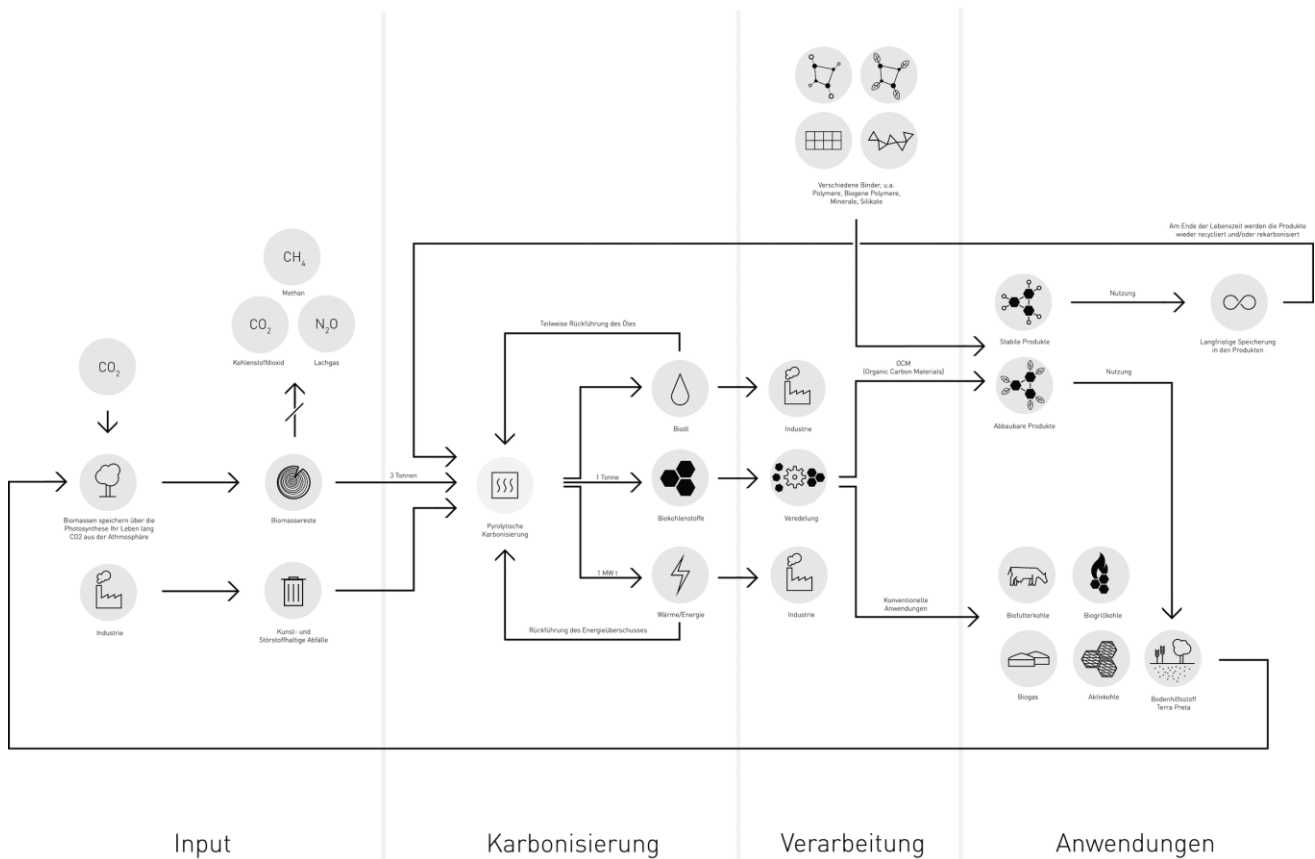 Verschiedene Binder, u.a.
Polymere, Biogene Polymere,
Minerale, Silikate
Am Ende der Lebenszeit werden die Produkte
wieder recycliert und/oder rekarbonisiert
CH4
Methan
CO2
Kohlenstoffdioxid
N2O
Lachgas
CO2
Biomassen speichern über die
Photosynthese Ihr Leben lang
CO2 aus der Athmosphäre
Biomassereste
Industrie
Kunst- und
Störstoffhaltige Abfälle
3 Tonnen
Pyrolytische
Karbonisierung
Teilweise Rückführung des Öles
1 Tonne
1 MW t
Rückführung des Energieüberschusses
Bioöl
Biokohlenstoffe
Wärme/Energie
Industrie
Veredelung
Industrie
OCM
(Organic Carbon Materials)
Konventionelle
Anwendungen
Stabile Produkte
Nutzung
Langfristige Speicherung
in den Produkten
Abbaubare Produkte
Nutzung
Biofutterkohle
Biogrillkohle
Biogas
Aktivkohle
Bodenhilfsstoff
Terra Preta
Input
Karbonisierung
Verarbeitung
Anwendungen